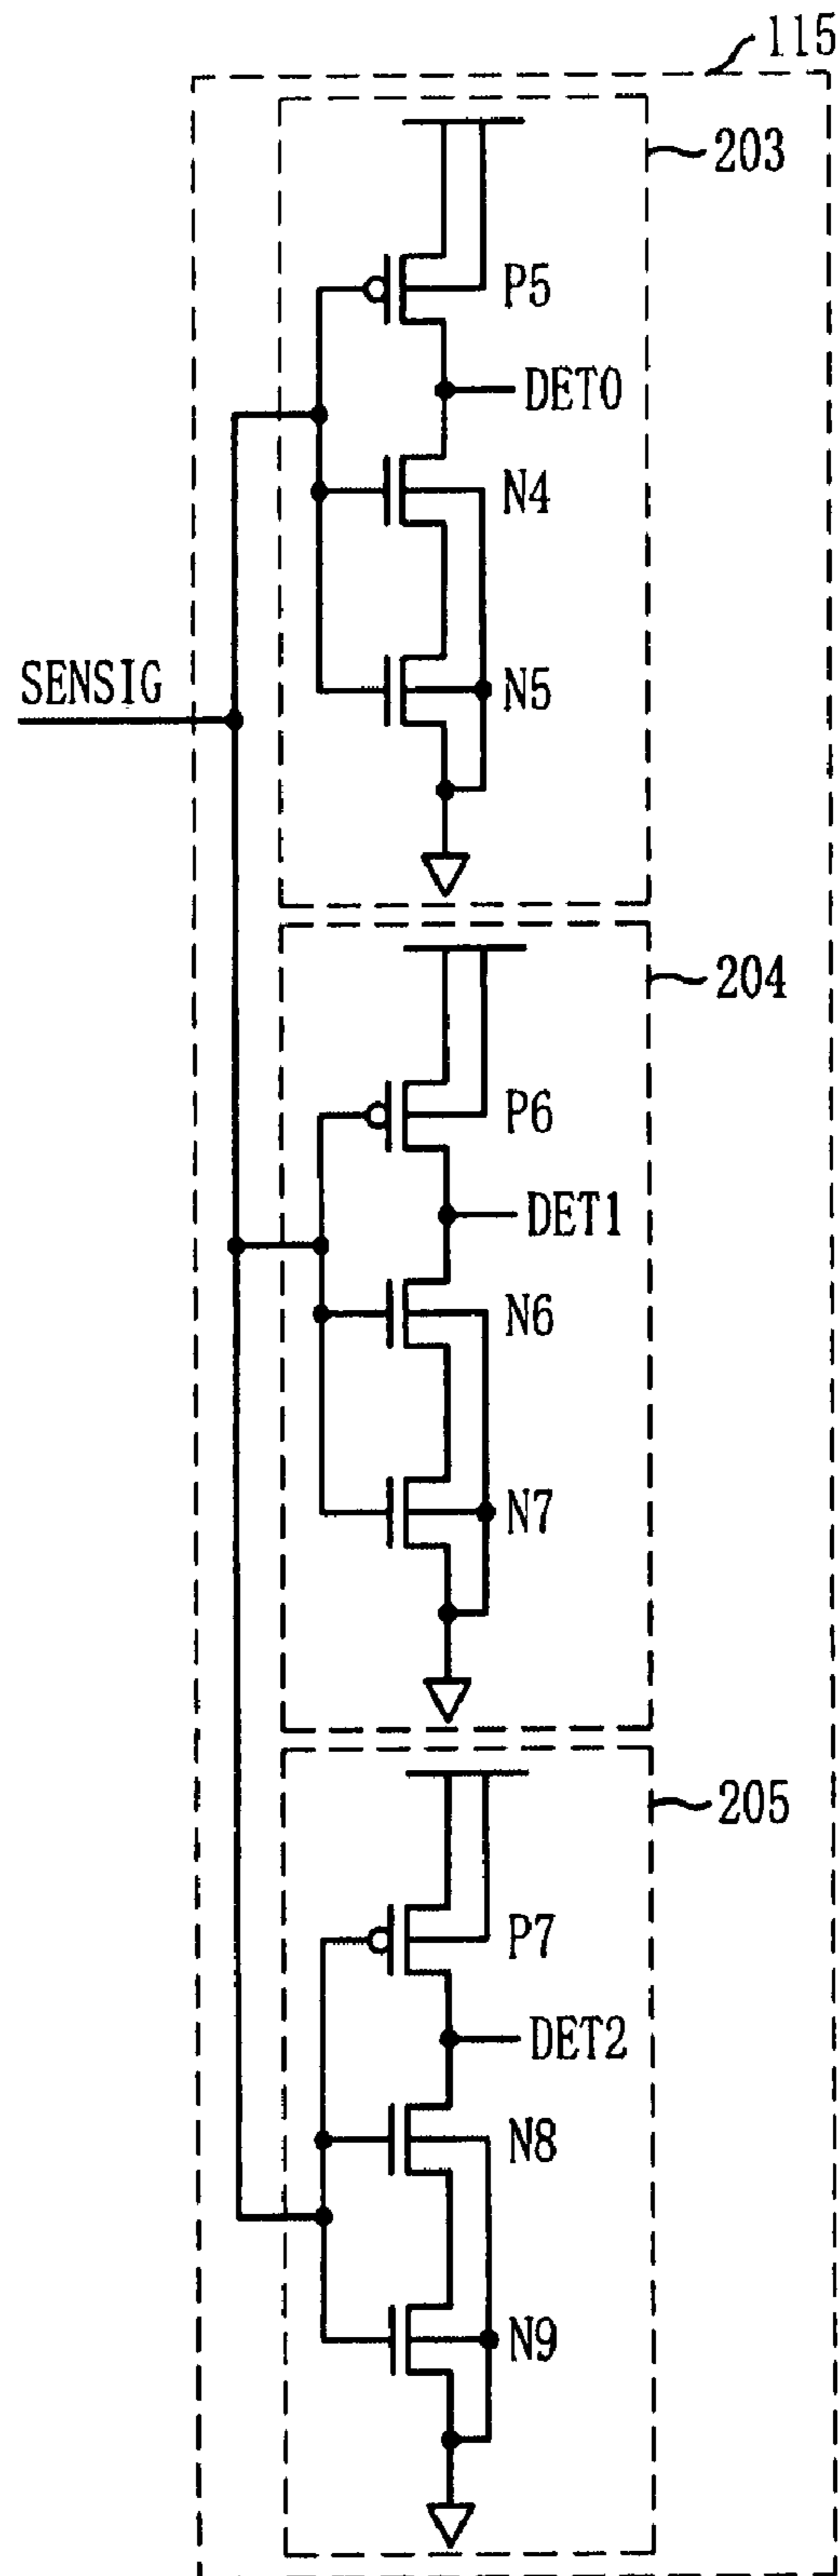 115
203
P5
DET0
N4
SENSIG
N5
204
P6
DET1
N6
N7
205
P7
DET2
N8
N9